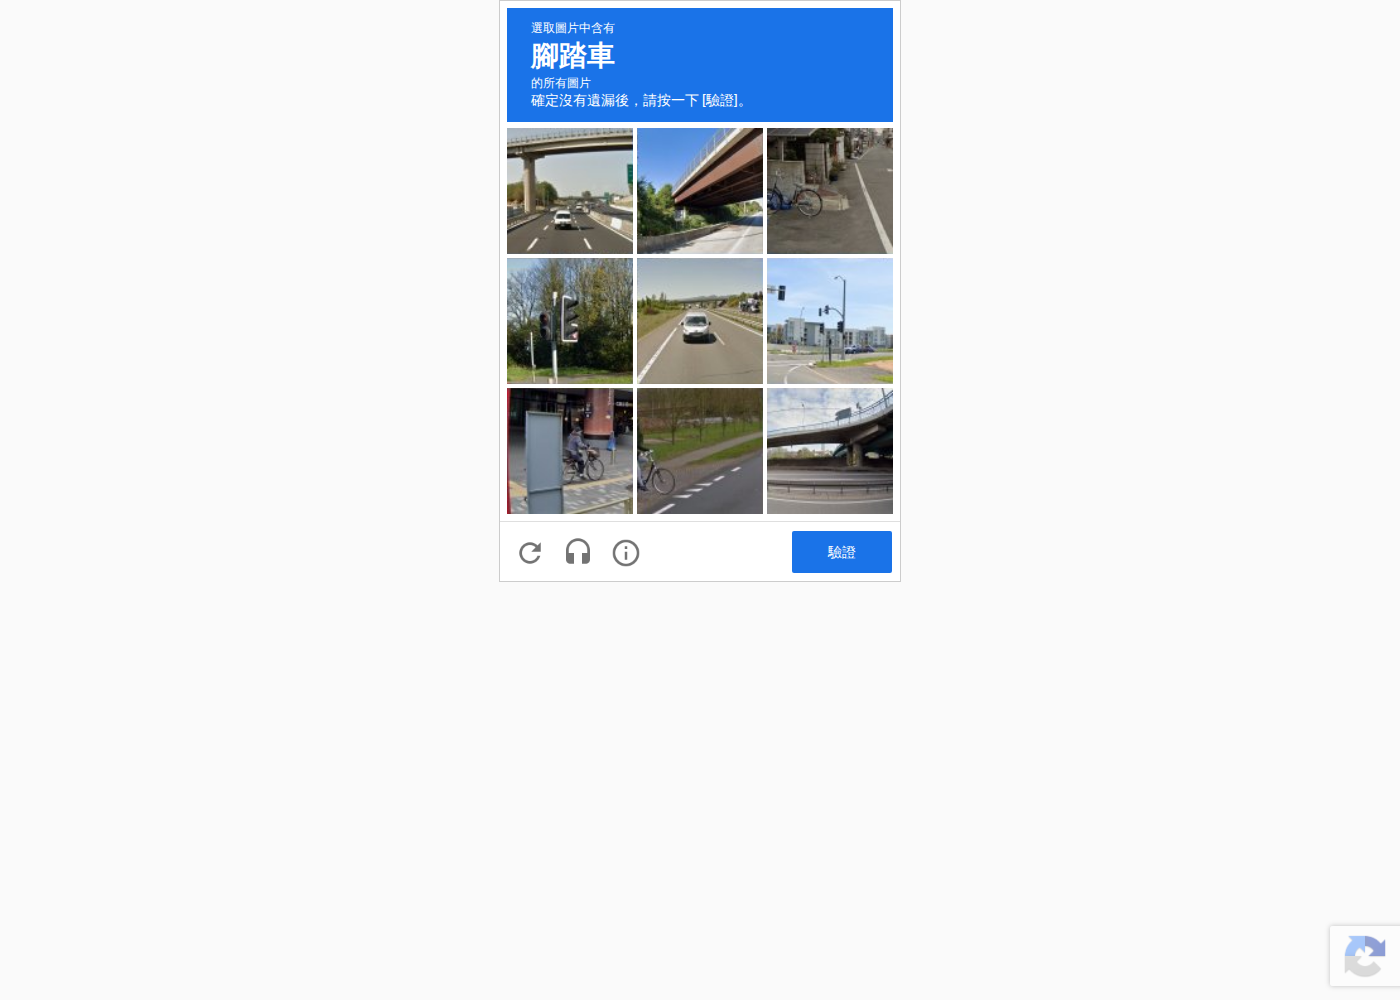 選取圖片中含有
腳踏車
的所有圖片
確定沒有遺漏後，請按一下 [驗證]。
驗證